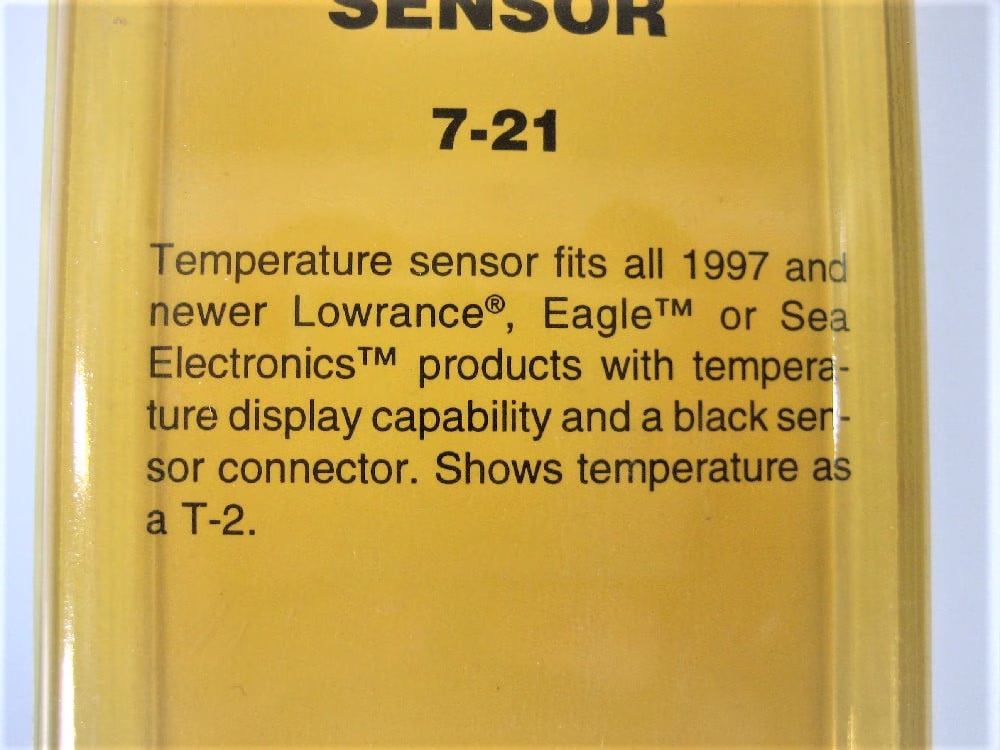 SENSOR
7-21
Temperature sensor fits all 1997 and
newer Lowrance®, Eagle™ or Sea
Electronics™ products with tempera-
ture display capability and a black sen-
sor connector. Shows temperature as
a T-2.